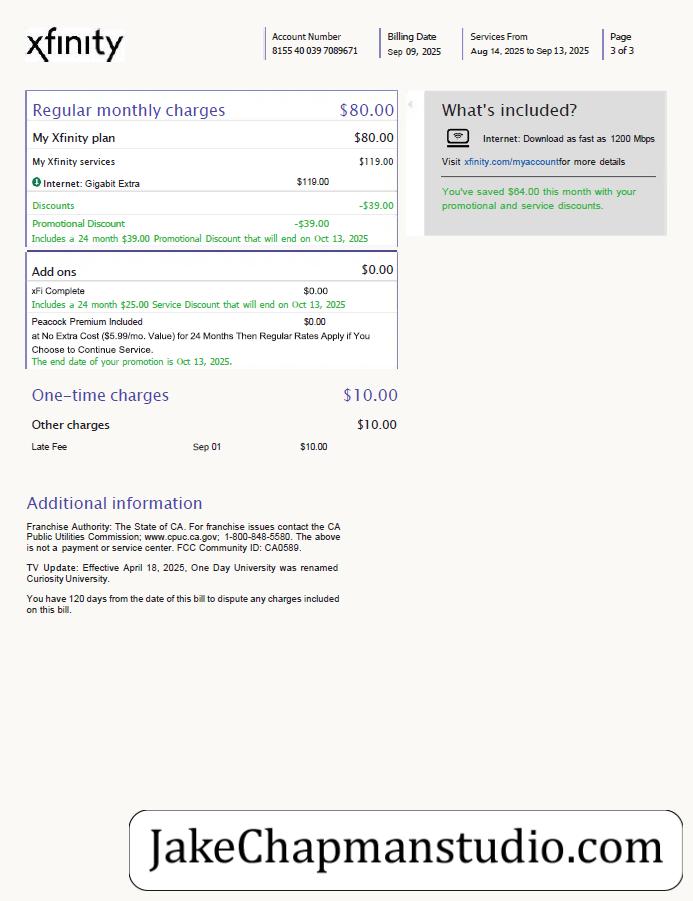 xfinity
Account Number
8155 40 039 7089671
Billing Date
Sep 09, 2025
Services From
Aug 14, 2025 to Sep 13, 2025
Page
3 of 3
Regular monthly charges $80.00
My Xfinity plan $80.00
My Xfinity services $119.00
Internet: Gigabit Extra $119.00
Discounts -$39.00
Promotional Discount -$39.00
Includes a 24 month $39.00 Promotional Discount that will end on Oct 13, 2025
Add ons $0.00
xFi Complete $0.00
Includes a 24 month $25.00 Service Discount that will end on Oct 13, 2025
Peacock Premium Included $0.00
at No Extra Cost ($5.99/mo. Value) for 24 Months Then Regular Rates Apply if You
Choose to Continue Service.
The end date of your promotion is Oct 13, 2025.
One-time charges $10.00
Other charges $10.00
Late Fee Sep 01 $10.00
What's included?
Internet: Download as fast as 1200 Mbps
Visit xfinity.com/myaccountfor more details
You've saved $64.00 this month with your
promotional and service discounts.
Additional information
Franchise Authority: The State of CA. For franchise issues contact the CA
Public Utilities Commission; www.cpuc.ca.gov; 1-800-848-5580. The above
is not a payment or service center. FCC Community ID: CA0589.
TV Update: Effective April 18, 2025, One Day University was renamed
CuriosityUniversity.
You have 120 days from the date of this bill to dispute any charges included
on this bill.
JakeChapmanstudio.com